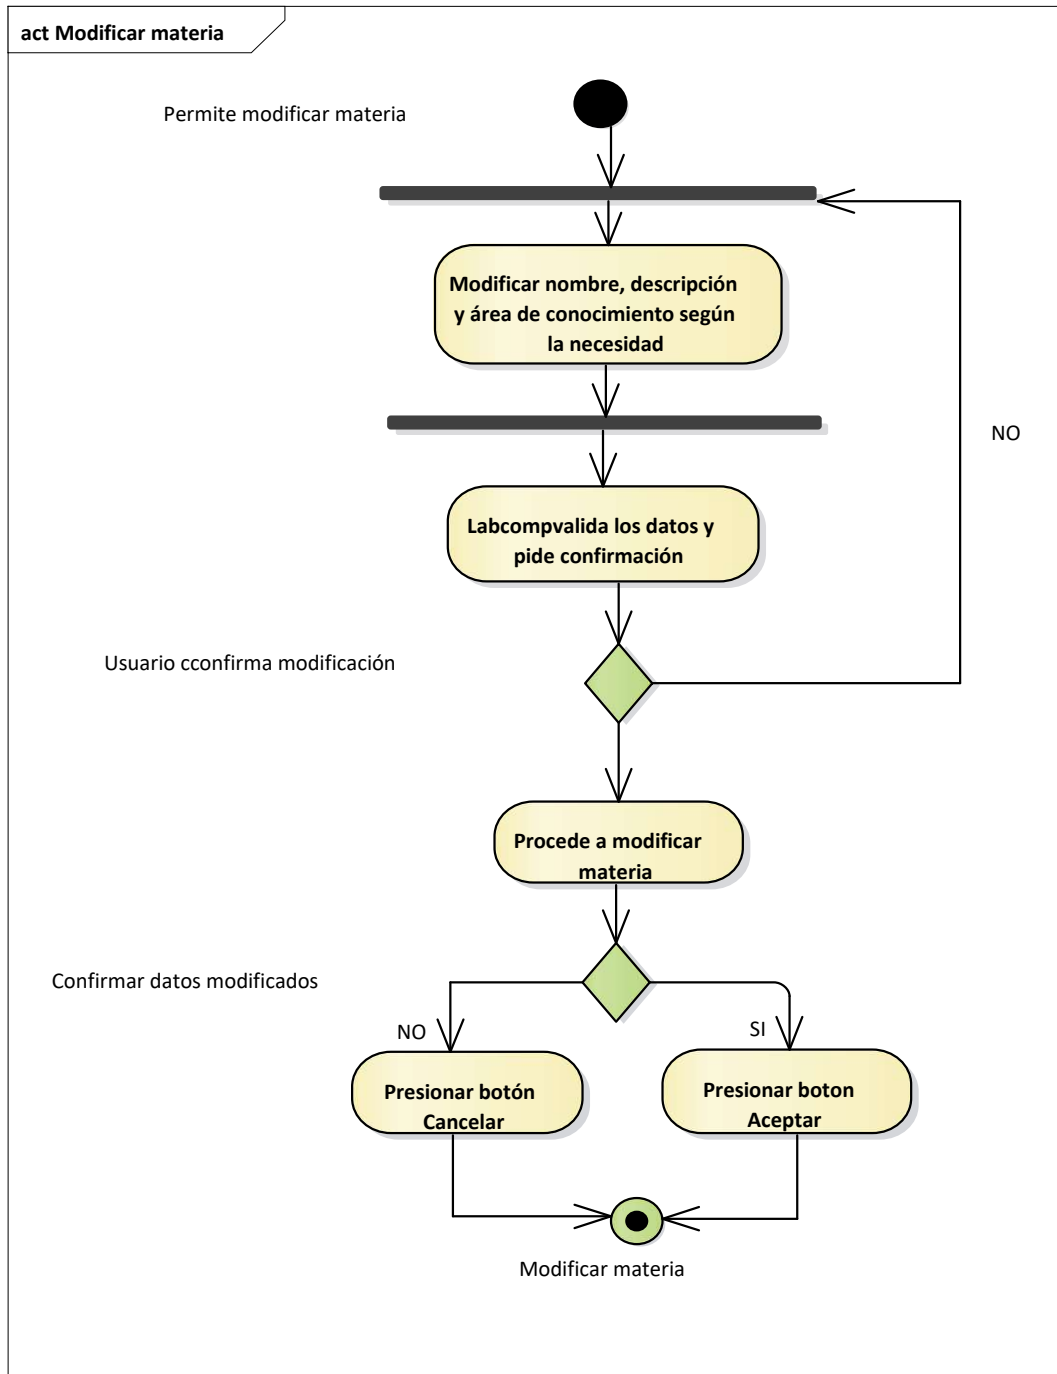 act Modificar materia
Permite modificar materia
Modificar nombre, descripción
y área de conocimiento según
la necesidad
NO
Labcompvalida los datos y
pide confirmación
Usuario cconfirma modificación
Procede a modificar
materia
Confirmar datos modificados
NO
SI
Presionar botón
Cancelar
Presionar boton
Aceptar
Modificar materia